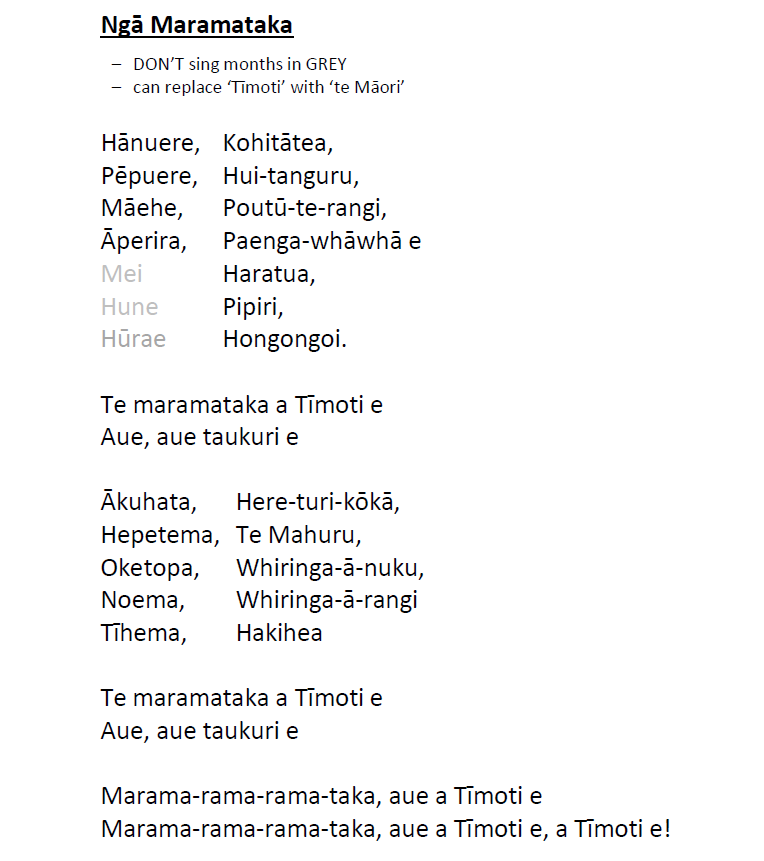 Ngā Maramataka
– DON'T sing months in GREY
– can replace 'Tīmoti' with 'te Māori'
Hānuere, Kohitātea,
Pēpuere, Hui-tanguru,
Māehe, Poutū-te-rangi,
Āperira, Paenga-whāwhā e
Mei Haratua,
Hune Pipiri,
Hūrae Hongongoi.
Te maramataka a Tīmoti e
Aue, aue taukuri e
Ākuhata, Here-turi-kōkā,
Hepetema, Te Mahuru,
Oketopa, Whiringa-ā-nuku,
Noema, Whiringa-ā-rangi
Tīhema, Hakihea
Te maramataka a Tīmoti e
Aue, aue taukuri e
Marama-rama-rama-taka, aue a Tīmoti e
Marama-rama-rama-taka, aue a Tīmoti e, a Tīmoti e!